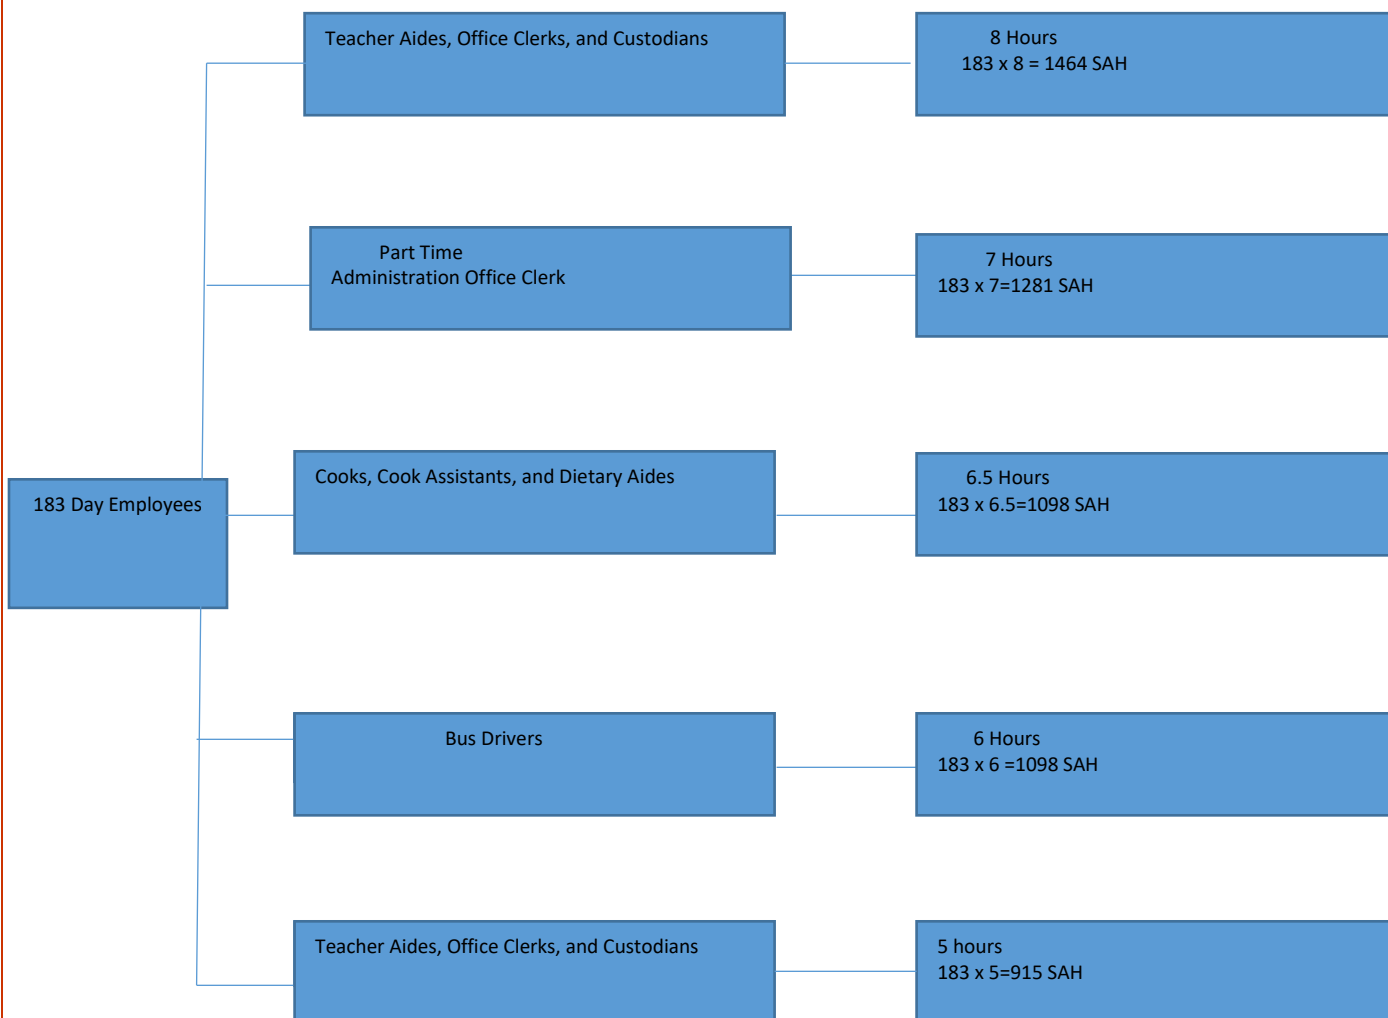 Teacher Aides, Office Clerks, and Custodians
8 Hours
183 x 8 = 1464 SAH
Part Time
Administration Office Clerk
7 Hours
183 x 7=1281 SAH
Cooks, Cook Assistants, and Dietary Aides
6.5 Hours
183 x 6.5=1098 SAH
183 Day Employees
Bus Drivers
6 Hours
183 x 6 =1098 SAH
Teacher Aides, Office Clerks, and Custodians
5 hours
183 x 5=915 SAH